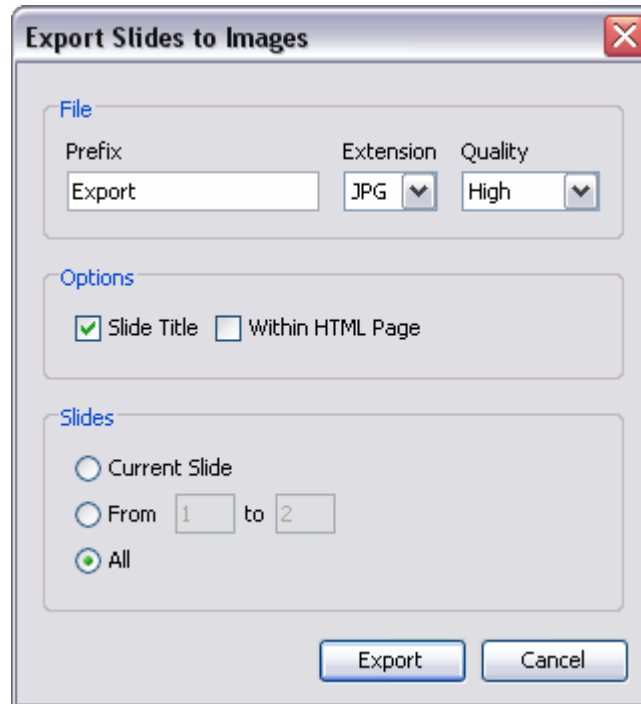 Export Slides to Images
File
Prefix Extension Quality
Export JPG High
Options
Slide Title Within HTML Page
Slides
Current Slide
From 1 to 2
All
Export Cancel